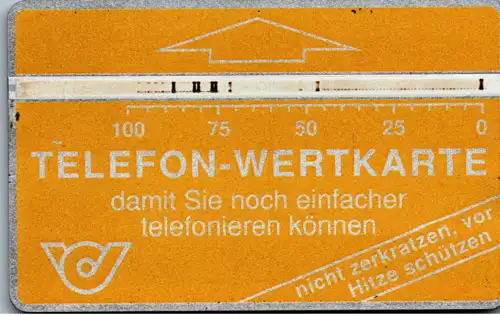 100 75 50 25 0
TELEFON-WERTKARTE
damit Sie noch einfacher
telefonieren können
nicht zerkratzen, vor
Hitze schützen